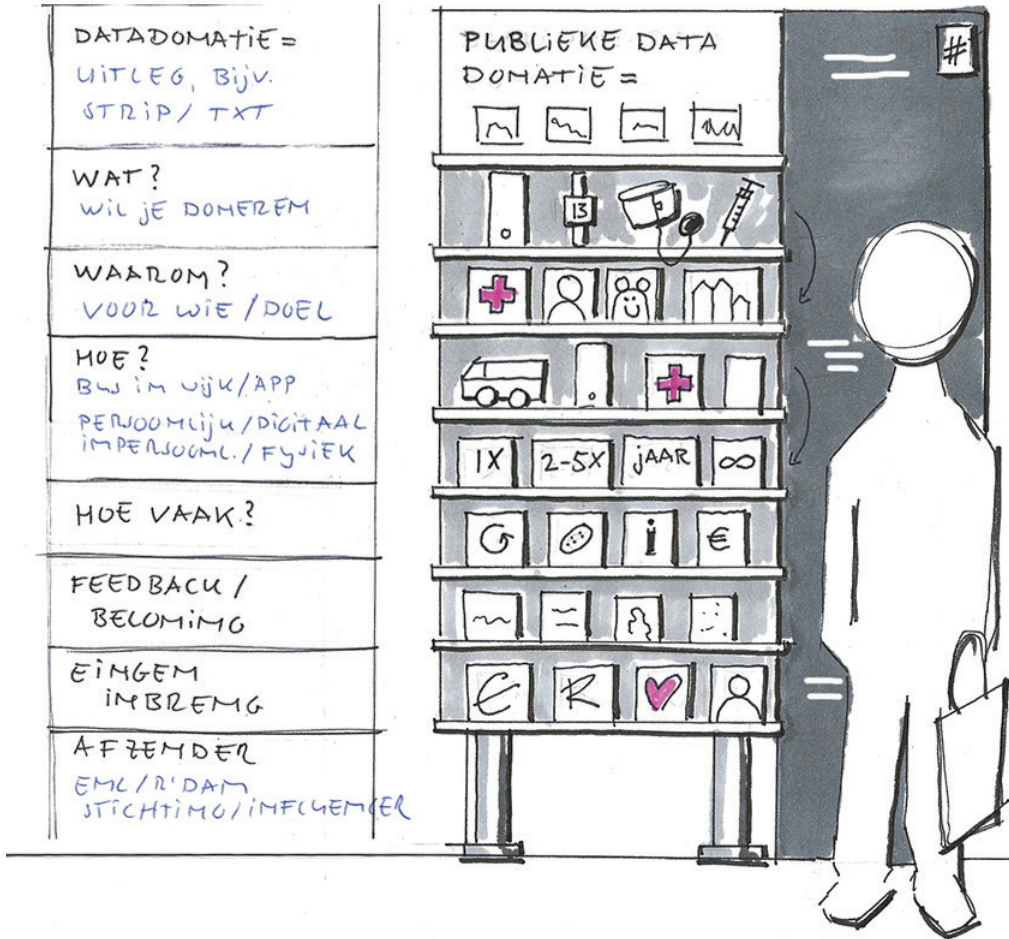 DATADONATIE =
UITLEG, BIJV.
STRIP / TXT
WAT?
WIL JE DONEREN
WAAROM?
VOOR WIE / DOEL
HOE?
BUS IN WIJK / APP
PERSOONLIJK / DIGITAAL
IMPERSOONL. / FYSIEK
HOE VAAK?
FEEDBACK /
BELONING
EINGEN
INBRENG
AFZENDER
EMC / R'DAM
STICHTING / INFLUENCER
PUBLIEKE DATA
DONATIE =
13
1X
2-5X
JAAR
∞
i
€
E
R
#